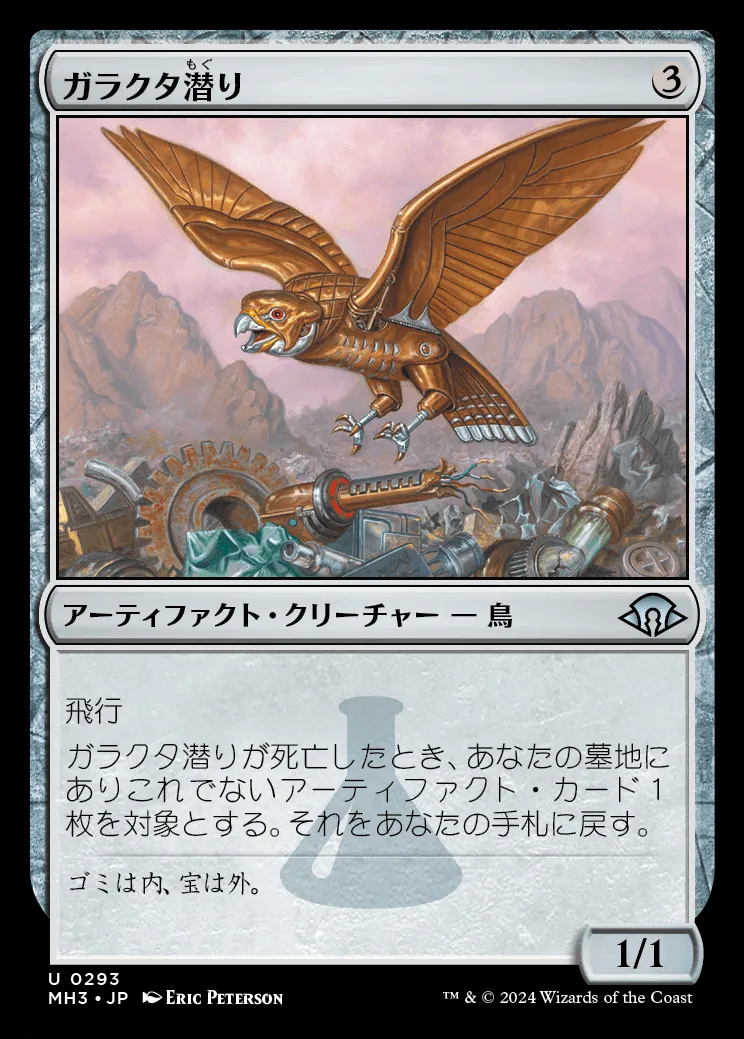 ガラクタ潜り
もぐ
3
アーティファクト・クリーチャー — 鳥
飛行
ガラクタ潜りが死亡したとき、あなたの墓地に
ありこれでないアーティファクト・カード1
枚を対象とする。それをあなたの手札に戻す。
ゴミは内、宝は外。
1/1
U 0293
MH3 • JP Eric Peterson
™ & © 2024 Wizards of the Coast